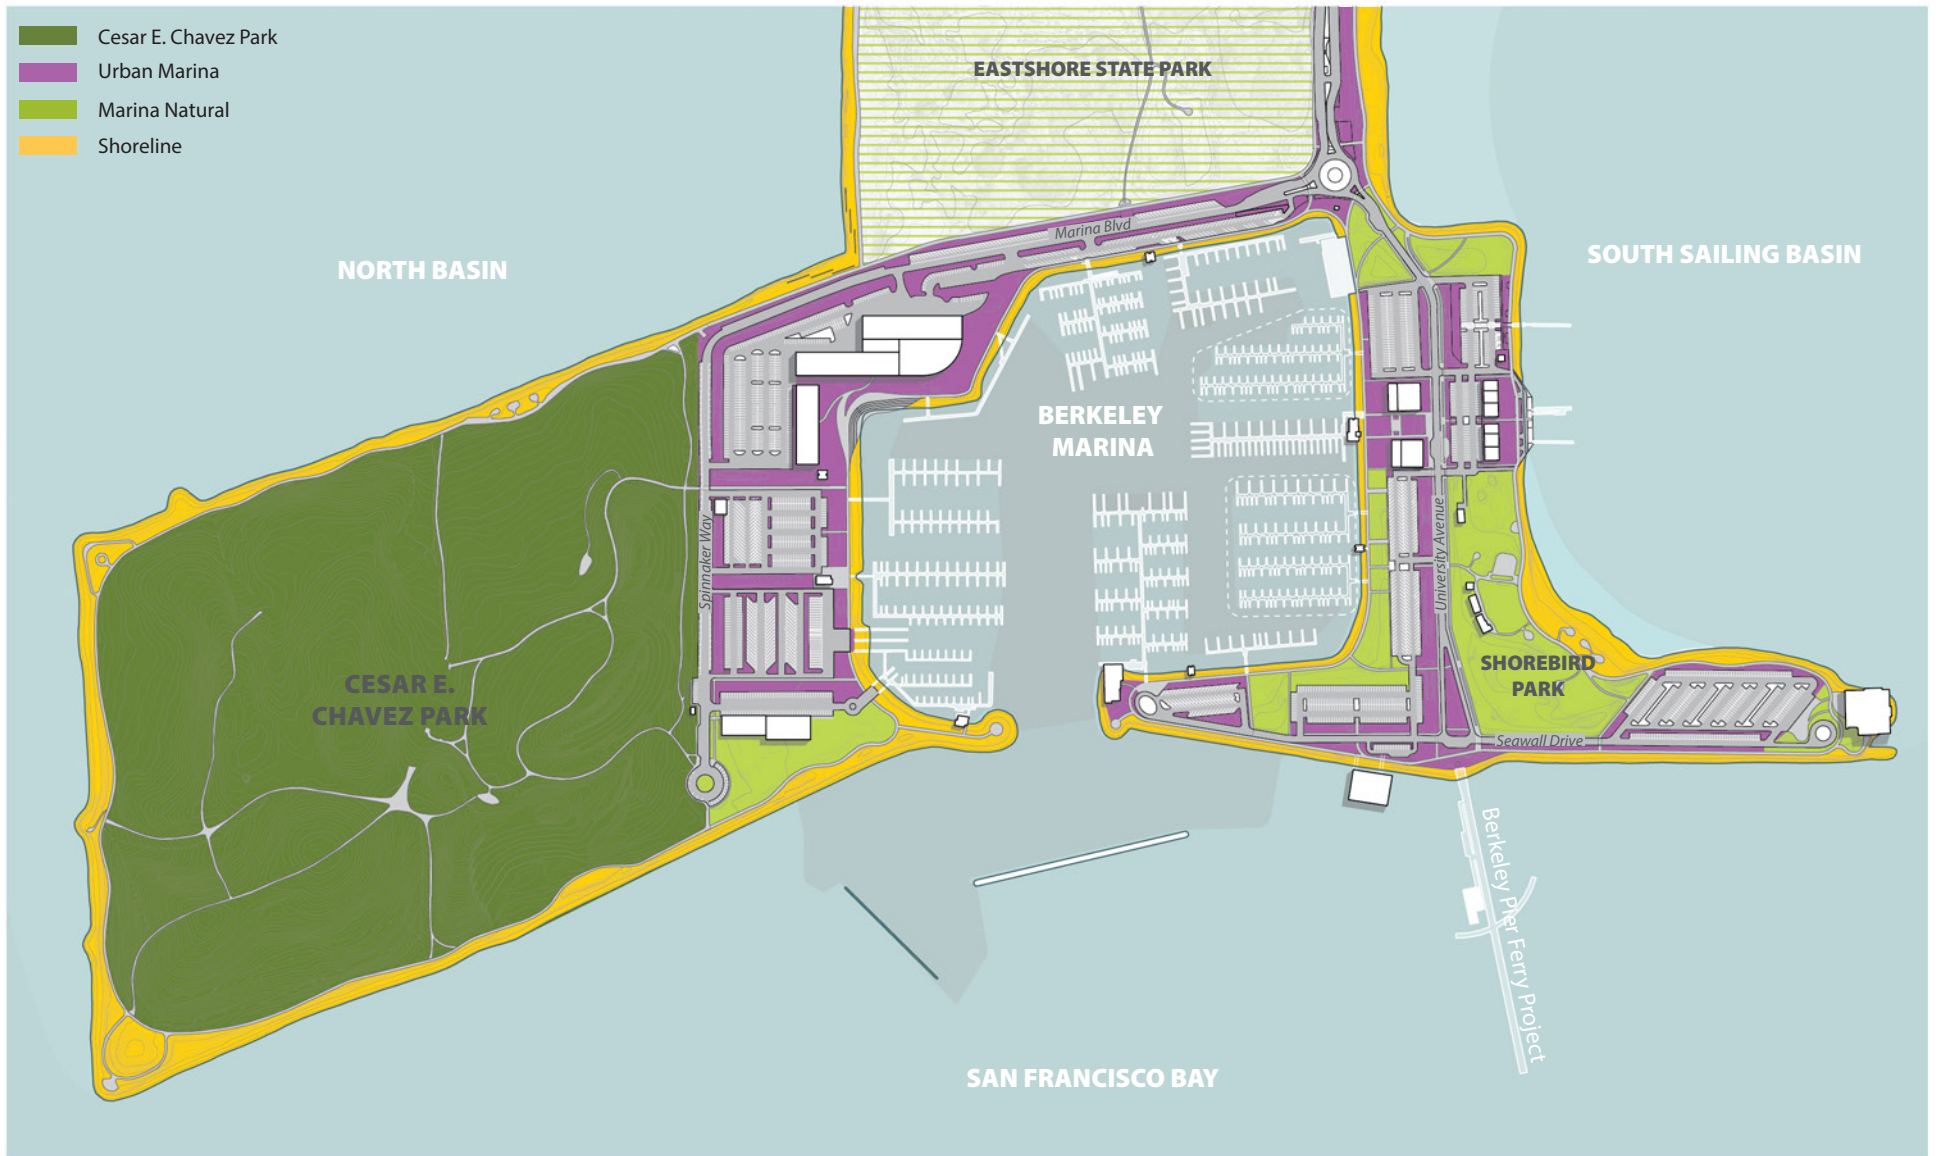 Cesar E. Chavez Park
Urban Marina
Marina Natural
Shoreline
EASTSHORE STATE PARK
Marina Blvd
NORTH BASIN
SOUTH SAILING BASIN
BERKELEY
MARINA
Spinnaker Way
University Avenue
CESAR E.
CHAVEZ PARK
SHOREBIRD
PARK
Seawall Drive
Berkeley Pier Ferry Project
SAN FRANCISCO BAY